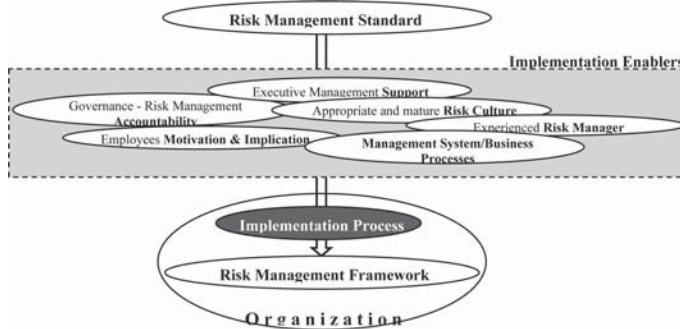 Risk Management Standard
Implementation Enablers
Executive Management Support
Governance - Risk Management
Accountability
Appropriate and mature Risk Culture
Experienced Risk Manager
Employees Motivation & Implication
Management System/Business
Processes
Implementation Process
Risk Management Framework
Organization